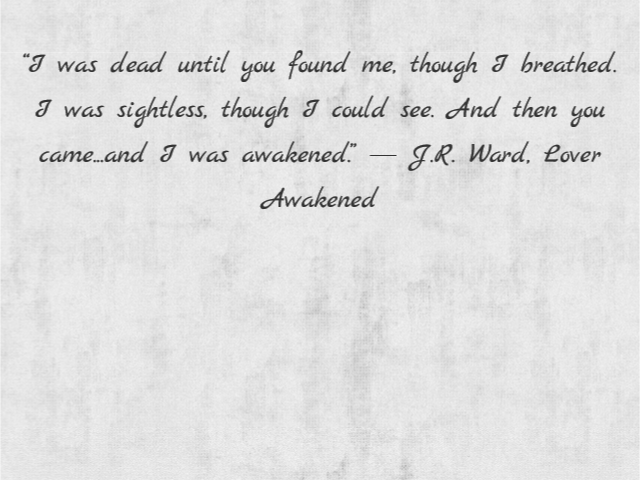 “I was dead until you found me, though I breathed.
I was sightless, though I could see. And then you
came...and I was awakened.” — J.R. Ward, Lover
Awakened